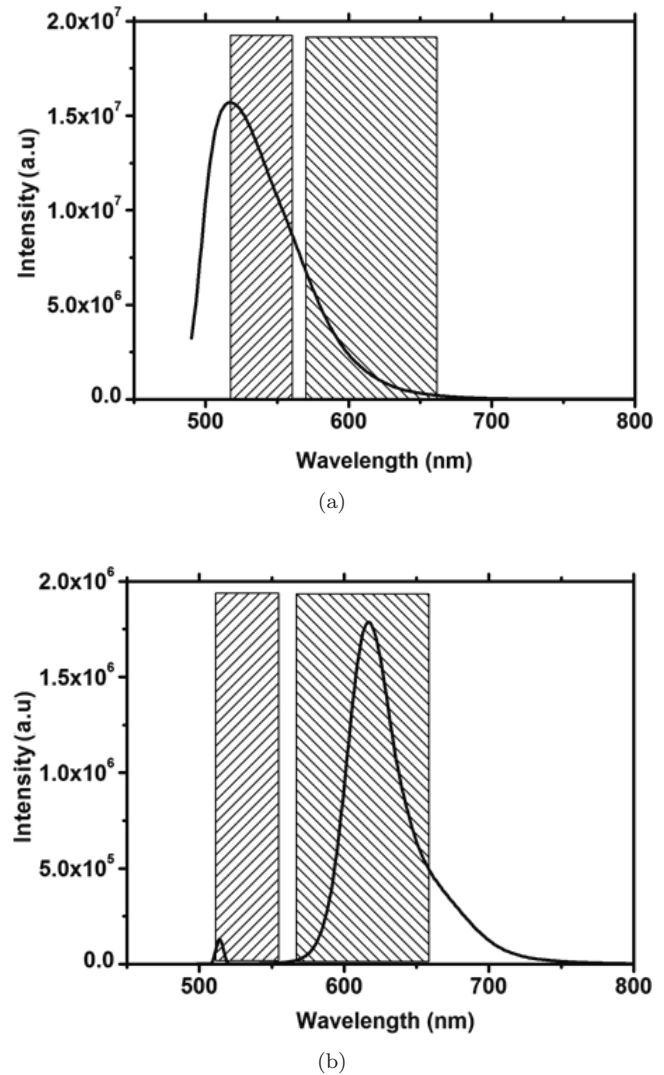 2.0x10⁷
1.5x10⁷
1.0x10⁷
5.0x10⁶
0.0
Intensity (a.u)
500 600 700 800
Wavelength (nm)
(a)
2.0x10⁶
1.5x10⁶
1.0x10⁶
5.0x10⁵
0.0
Intensity (a.u)
500 600 700 800
Wavelength (nm)
(b)